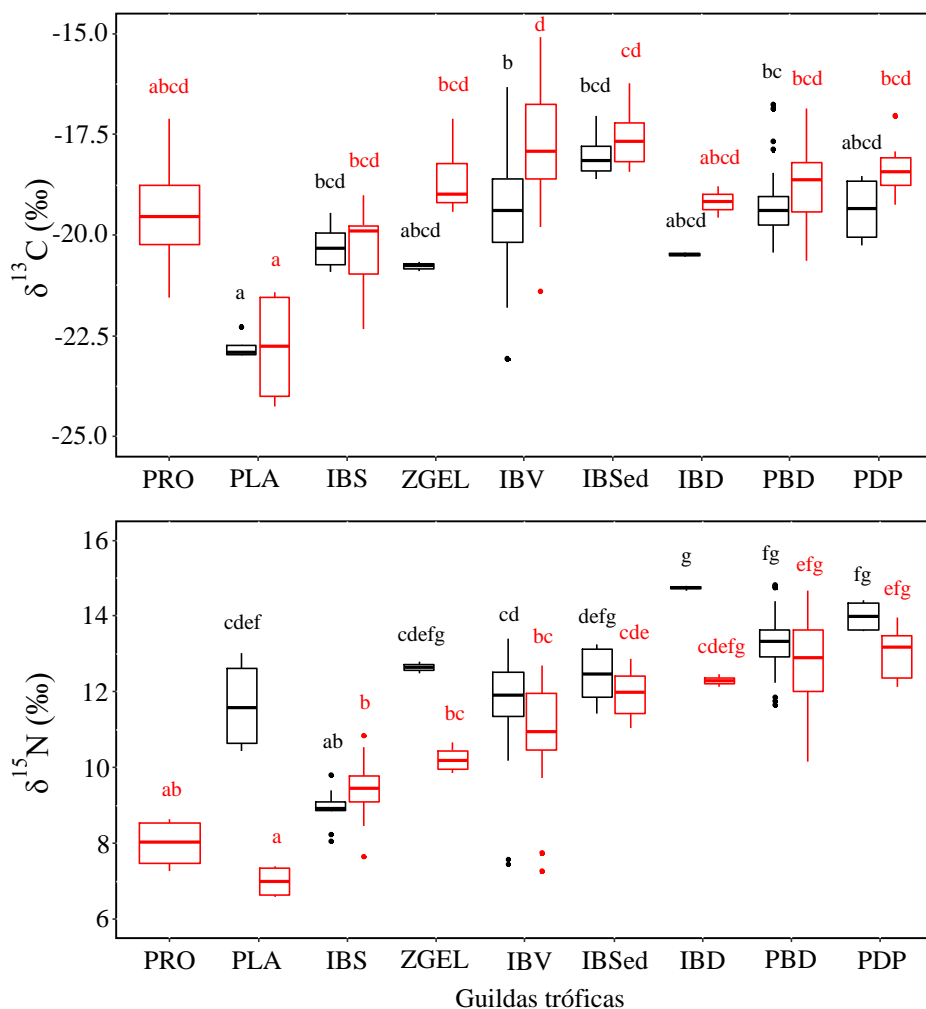 δ13C (‰)
-15.0
-17.5
-20.0
-22.5
-25.0
d
b
cd
bc
abcd
bcd
bcd
bcd
bcd
abcd
bcd
bcd
abcd
abcd
abcd
a
a
PRO PLA IBS ZGEL IBV IBSed IBD PBD PDP
δ15N (‰)
16
14
12
10
8
6
g
fg
efg
fg
efg
cdef
cdefg
cd
defg
cde
cdefg
bc
bc
b
ab
ab
a
PRO PLA IBS ZGEL IBV IBSed IBD PBD PDP
Guildas tróficas